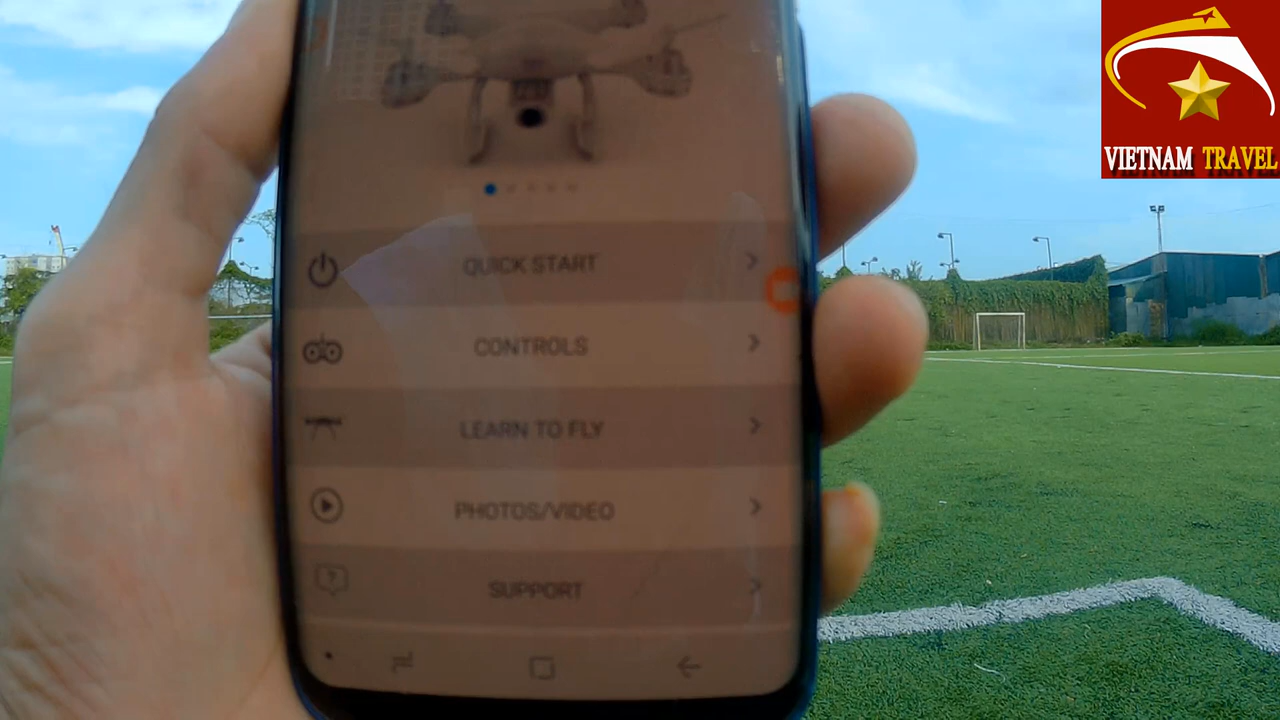 VIETNAM TRAVEL
QUICK START
CONTROLS
LEARN TO FLY
PHOTOS/VIDEO
SUPPORT